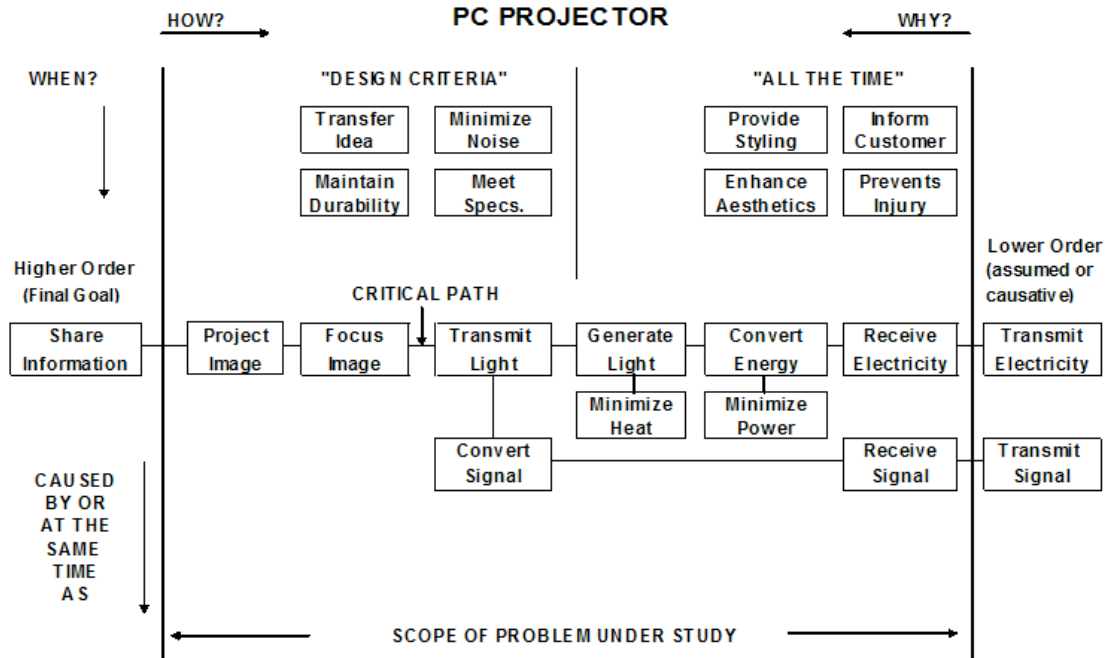 PC PROJECTOR
HOW?
WHY?
WHEN?
"DESIGN CRITERIA"
"ALL THE TIME"
Transfer
Idea
Minimize
Noise
Provide
Styling
Inform
Customer
Maintain
Durability
Meet
Specs.
Enhance
Aesthetics
Prevents
Injury
Higher Order
(Final Goal)
CRITICAL PATH
Lower Order
(assumed or
causative)
Share
Information
Project
Image
Focus
Image
Transmit
Light
Generate
Light
Convert
Energy
Receive
Electricity
Transmit
Electricity
Minimize
Heat
Minimize
Power
Convert
Signal
Receive
Signal
Transmit
Signal
CAUSED
BY OR
AT THE
SAME
TIME
AS
SCOPE OF PROBLEM UNDER STUDY